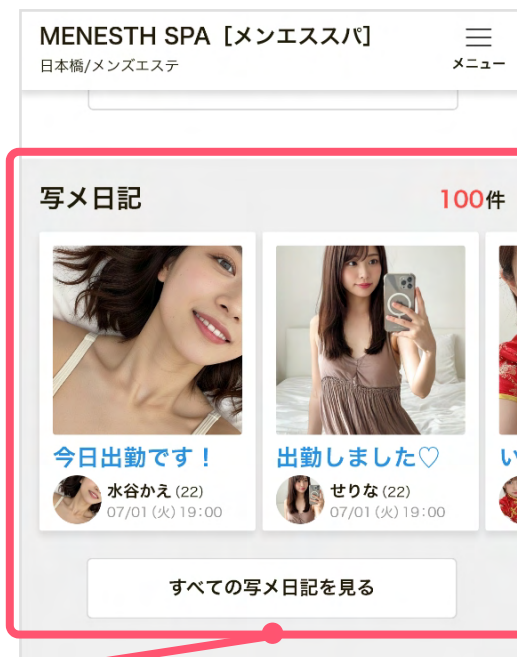 MENESTH SPA［メンエススパ］
日本橋/メンズエステ
メニュー
写メ日記
100件
今日出勤です！
水谷かえ(22)
07/01(火)19:00
出勤しました♡
せりな(22)
07/01(火)19:00
い
すべての写メ日記を見る